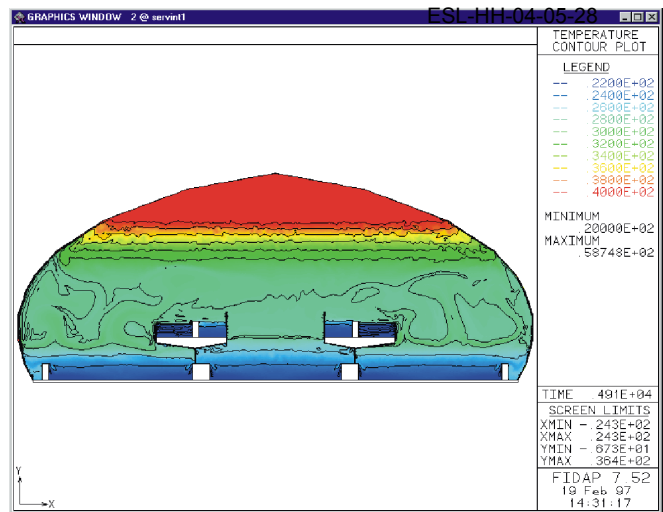 ESL-HH-04-05-28
GRAPHICS WINDOW 2 @ servint1
TEMPERATURE
CONTOUR PLOT
LEGEND
-- .2200E+02
-- .2400E+02
-- .2600E+02
-- .2800E+02
-- .3000E+02
-- .3200E+02
-- .3400E+02
-- .3600E+02
-- .3800E+02
-- .4000E+02
MINIMUM
.20000E+02
MAXIMUM
.58748E+02
TIME .491E+04
SCREEN LIMITS
XMIN -.243E+02
XMAX .243E+02
YMIN -.673E+01
YMAX .364E+02
FIDAP 7.52
19 Feb 97
14:31:17
Y
X